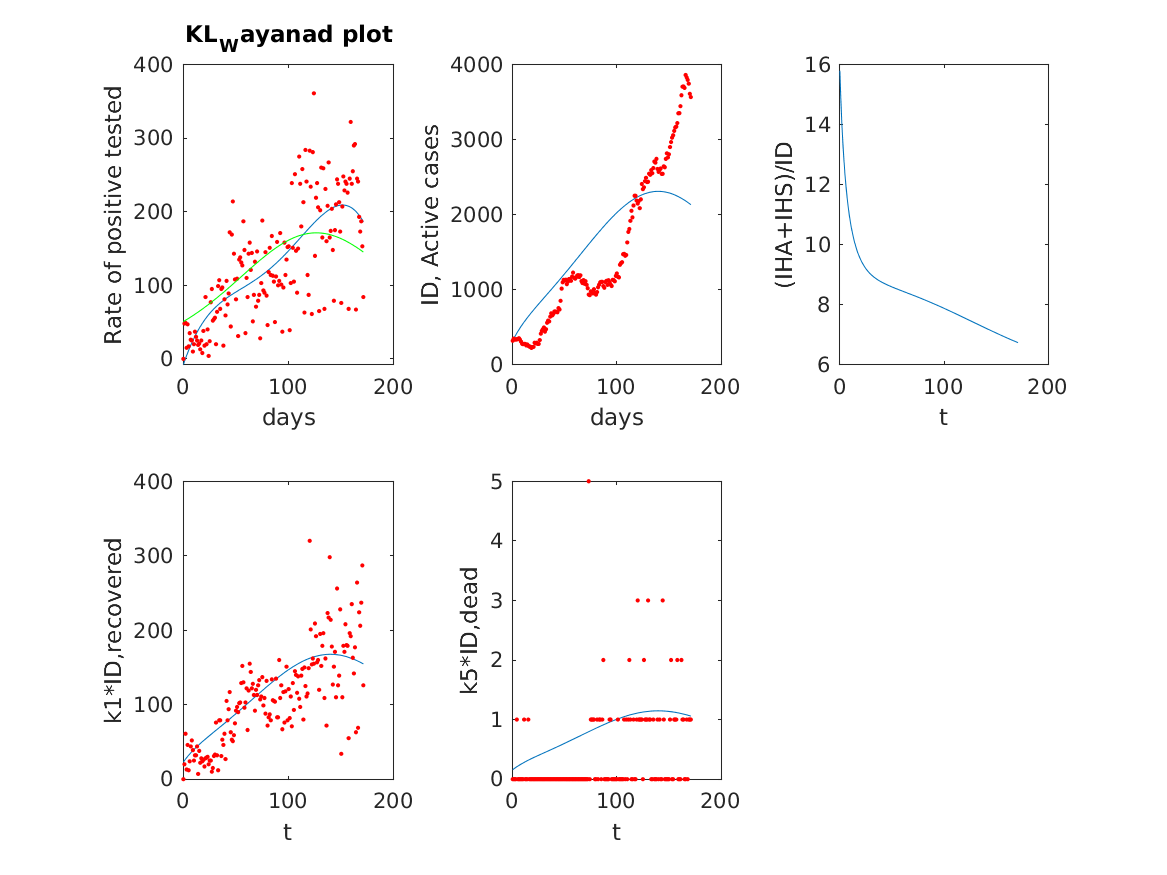 KL_Wayanad plot
400
300
200
100
0
0 100 200
days
Rate of positive tested
4000
3000
2000
1000
0
0 100 200
days
ID, Active cases
16
14
12
10
8
6
0 100 200
t
(IHA+IHS)/ID
400
300
200
100
0
0 100 200
t
k1*ID,recovered
5
4
3
2
1
0
0 100 200
t
k5*ID,dead